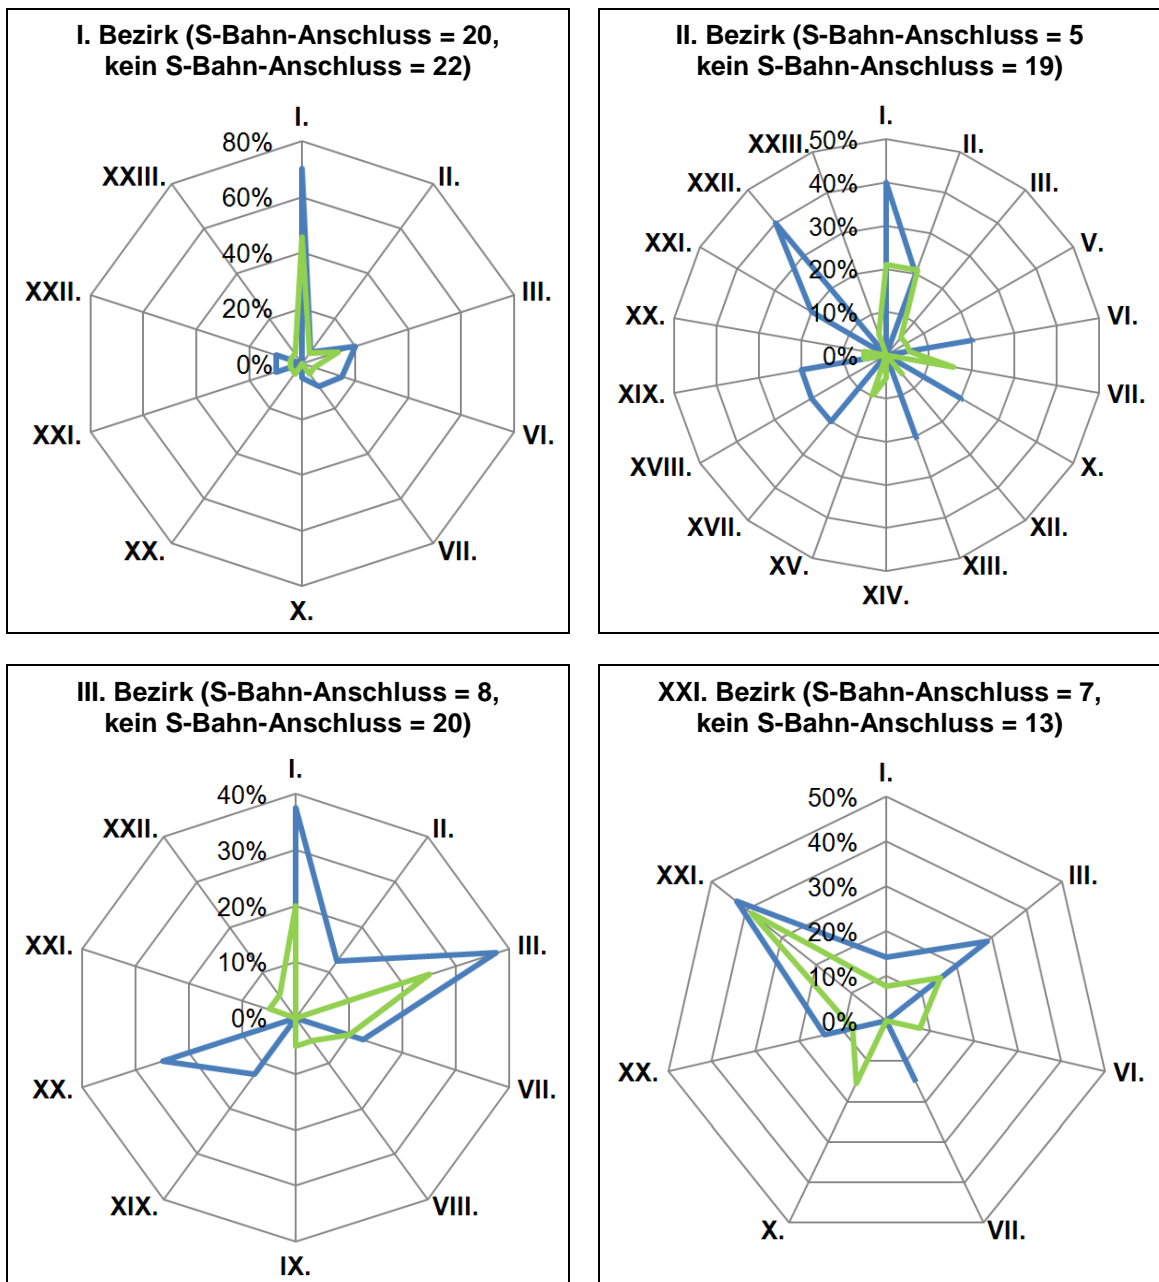 I. Bezirk (S-Bahn-Anschluss = 20,
kein S-Bahn-Anschluss = 22)
I.
II.
III.
VI.
VII.
X.
XX.
XXI.
XXII.
XXIII.
80%
60%
40%
20%
0%
II. Bezirk (S-Bahn-Anschluss = 5
kein S-Bahn-Anschluss = 19)
I.
II.
III.
V.
VI.
VII.
X.
XII.
XIII.
XIV.
XV.
XVII.
XVIII.
XIX.
XX.
XXI.
XXII.
XXIII.
50%
40%
30%
20%
10%
0%
III. Bezirk (S-Bahn-Anschluss = 8,
kein S-Bahn-Anschluss = 20)
I.
II.
III.
VII.
VIII.
IX.
XIX.
XX.
XXI.
XXII.
40%
30%
20%
10%
0%
XXI. Bezirk (S-Bahn-Anschluss = 7,
kein S-Bahn-Anschluss = 13)
I.
III.
VI.
VII.
X.
XX.
XXI.
50%
40%
30%
20%
10%
0%